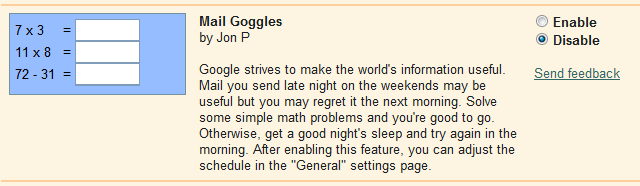 7 x 3 =
11 x 8 =
72 - 31 =
Mail Goggles
by Jon P
Google strives to make the world's information useful.
Mail you send late night on the weekends may be
useful but you may regret it the next morning. Solve
some simple math problems and you're good to go.
Otherwise, get a good night's sleep and try again in the
morning. After enabling this feature, you can adjust the
schedule in the "General" settings page.
Enable
Disable
Send feedback